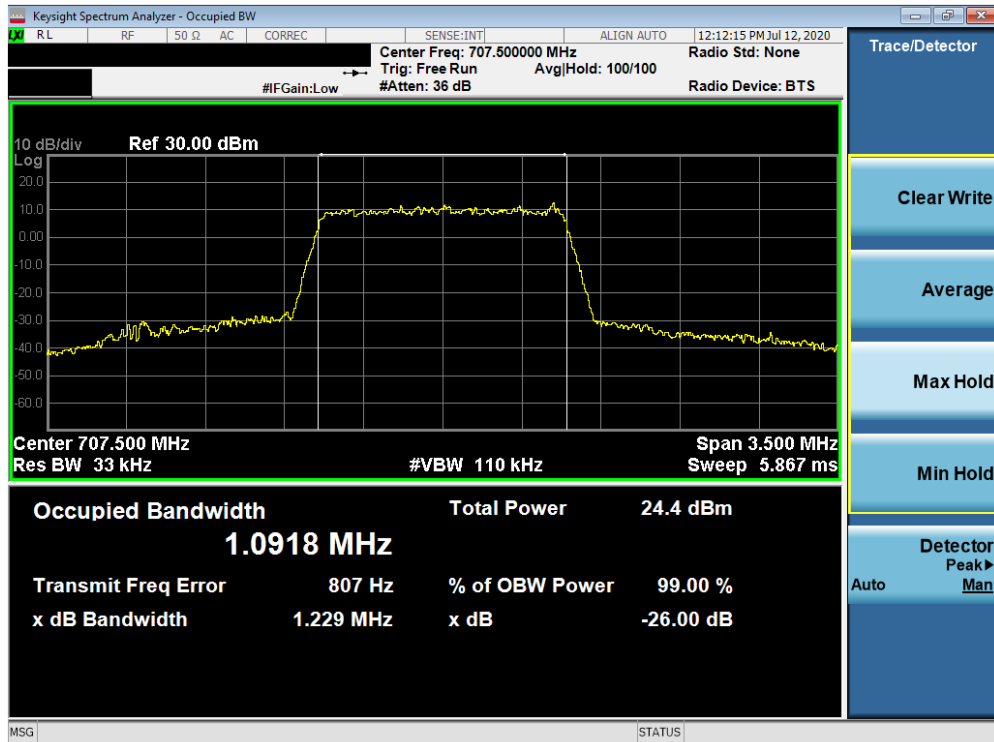 Keysight Spectrum Analyzer - Occupied BW
LXI RL RF 50 Ω AC CORREC SENSE:INT ALIGN AUTO 12:12:15 PM Jul 12, 2020
Center Freq: 707.500000 MHz Radio Std: None
Trig: Free Run Avg|Hold: 100/100
#IFGain:Low #Atten: 36 dB Radio Device: BTS
10 dB/div Ref 30.00 dBm
Log
20.0
10.0
0.00
-10.0
-20.0
-30.0
-40.0
-50.0
-60.0
Center 707.500 MHz Span 3.500 MHz
Res BW 33 kHz #VBW 110 kHz Sweep 5.867 ms
Occupied Bandwidth Total Power 24.4 dBm
1.0918 MHz
Transmit Freq Error 807 Hz % of OBW Power 99.00 %
x dB Bandwidth 1.229 MHz x dB -26.00 dB
MSG STATUS
Trace/Detector
Clear Write
Average
Max Hold
Min Hold
Detector
Peak▶
Auto Man